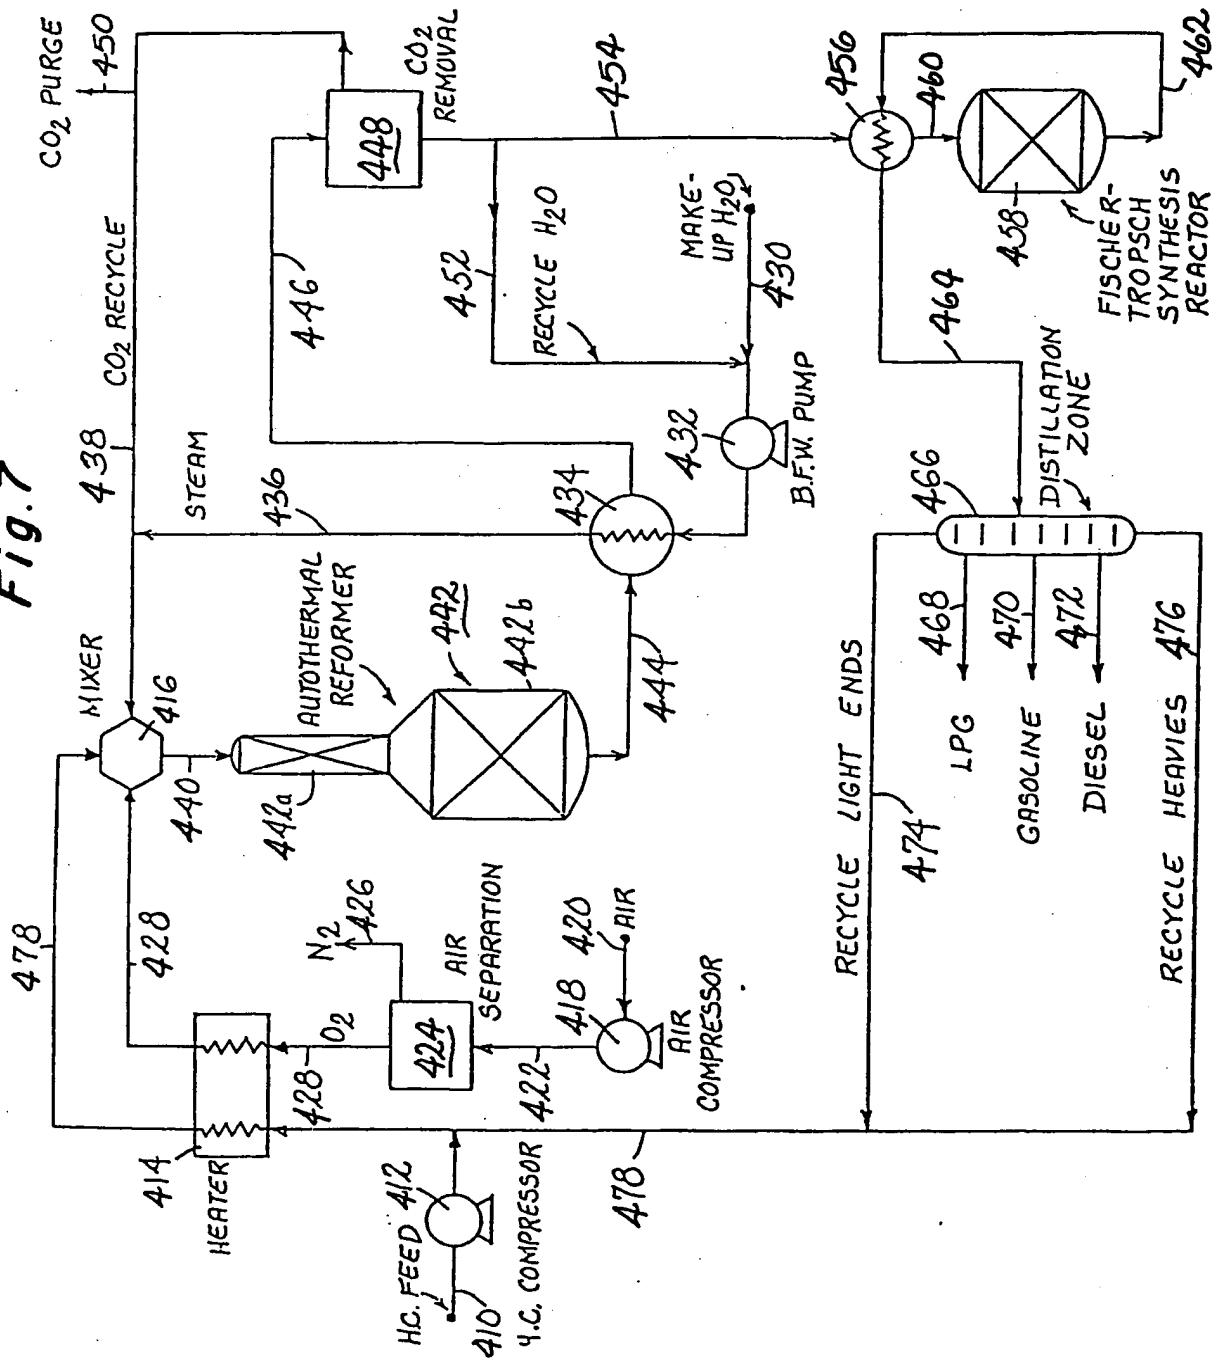 Fig.7
CO2 PURGE
450
CO2 RECYCLE
438
446
448
CO2
REMOVAL
454
456
460
462
458
FISCHER-
TROPSCH
SYNTHESIS
REACTOR
464
452
RECYCLE H2O
MAKE-
UP H2O
430
432
B.F.W. PUMP
434
436
STEAM
MIXER
416
440
AUTOTHERMAL
REFORMER
442
442a
442b
444
478
428
414
HEATER
428
O2
N2
426
424
AIR
SEPARATION
422
418
420
AIR
AIR
COMPRESSOR
H.C. FEED
410
412
H.C. COMPRESSOR
478
DISTILLATION
ZONE
466
468
LPG
470
GASOLINE
472
DIESEL
RECYCLE LIGHT ENDS
474
RECYCLE HEAVIES
476